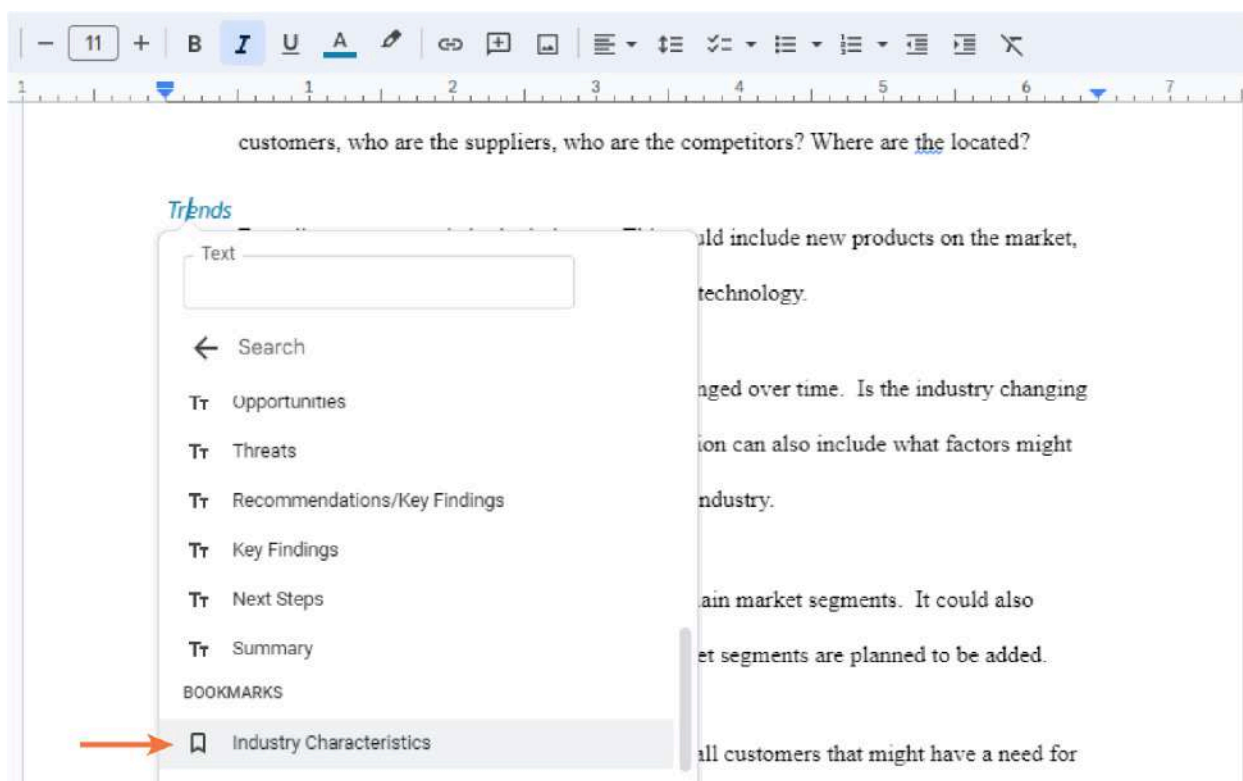 11 B I U A
1 1 2 3 4 5 6 7
customers, who are the suppliers, who are the competitors? Where are the located?
Trends
uld include new products on the market,
Text
technology.
Search
nged over time. Is the industry changing
Opportunities
ion can also include what factors might
Threats
Recommendations/Key Findings
ndustry.
Key Findings
Next Steps
ain market segments. It could also
Summary
et segments are planned to be added.
BOOKMARKS
Industry Characteristics
all customers that might have a need for